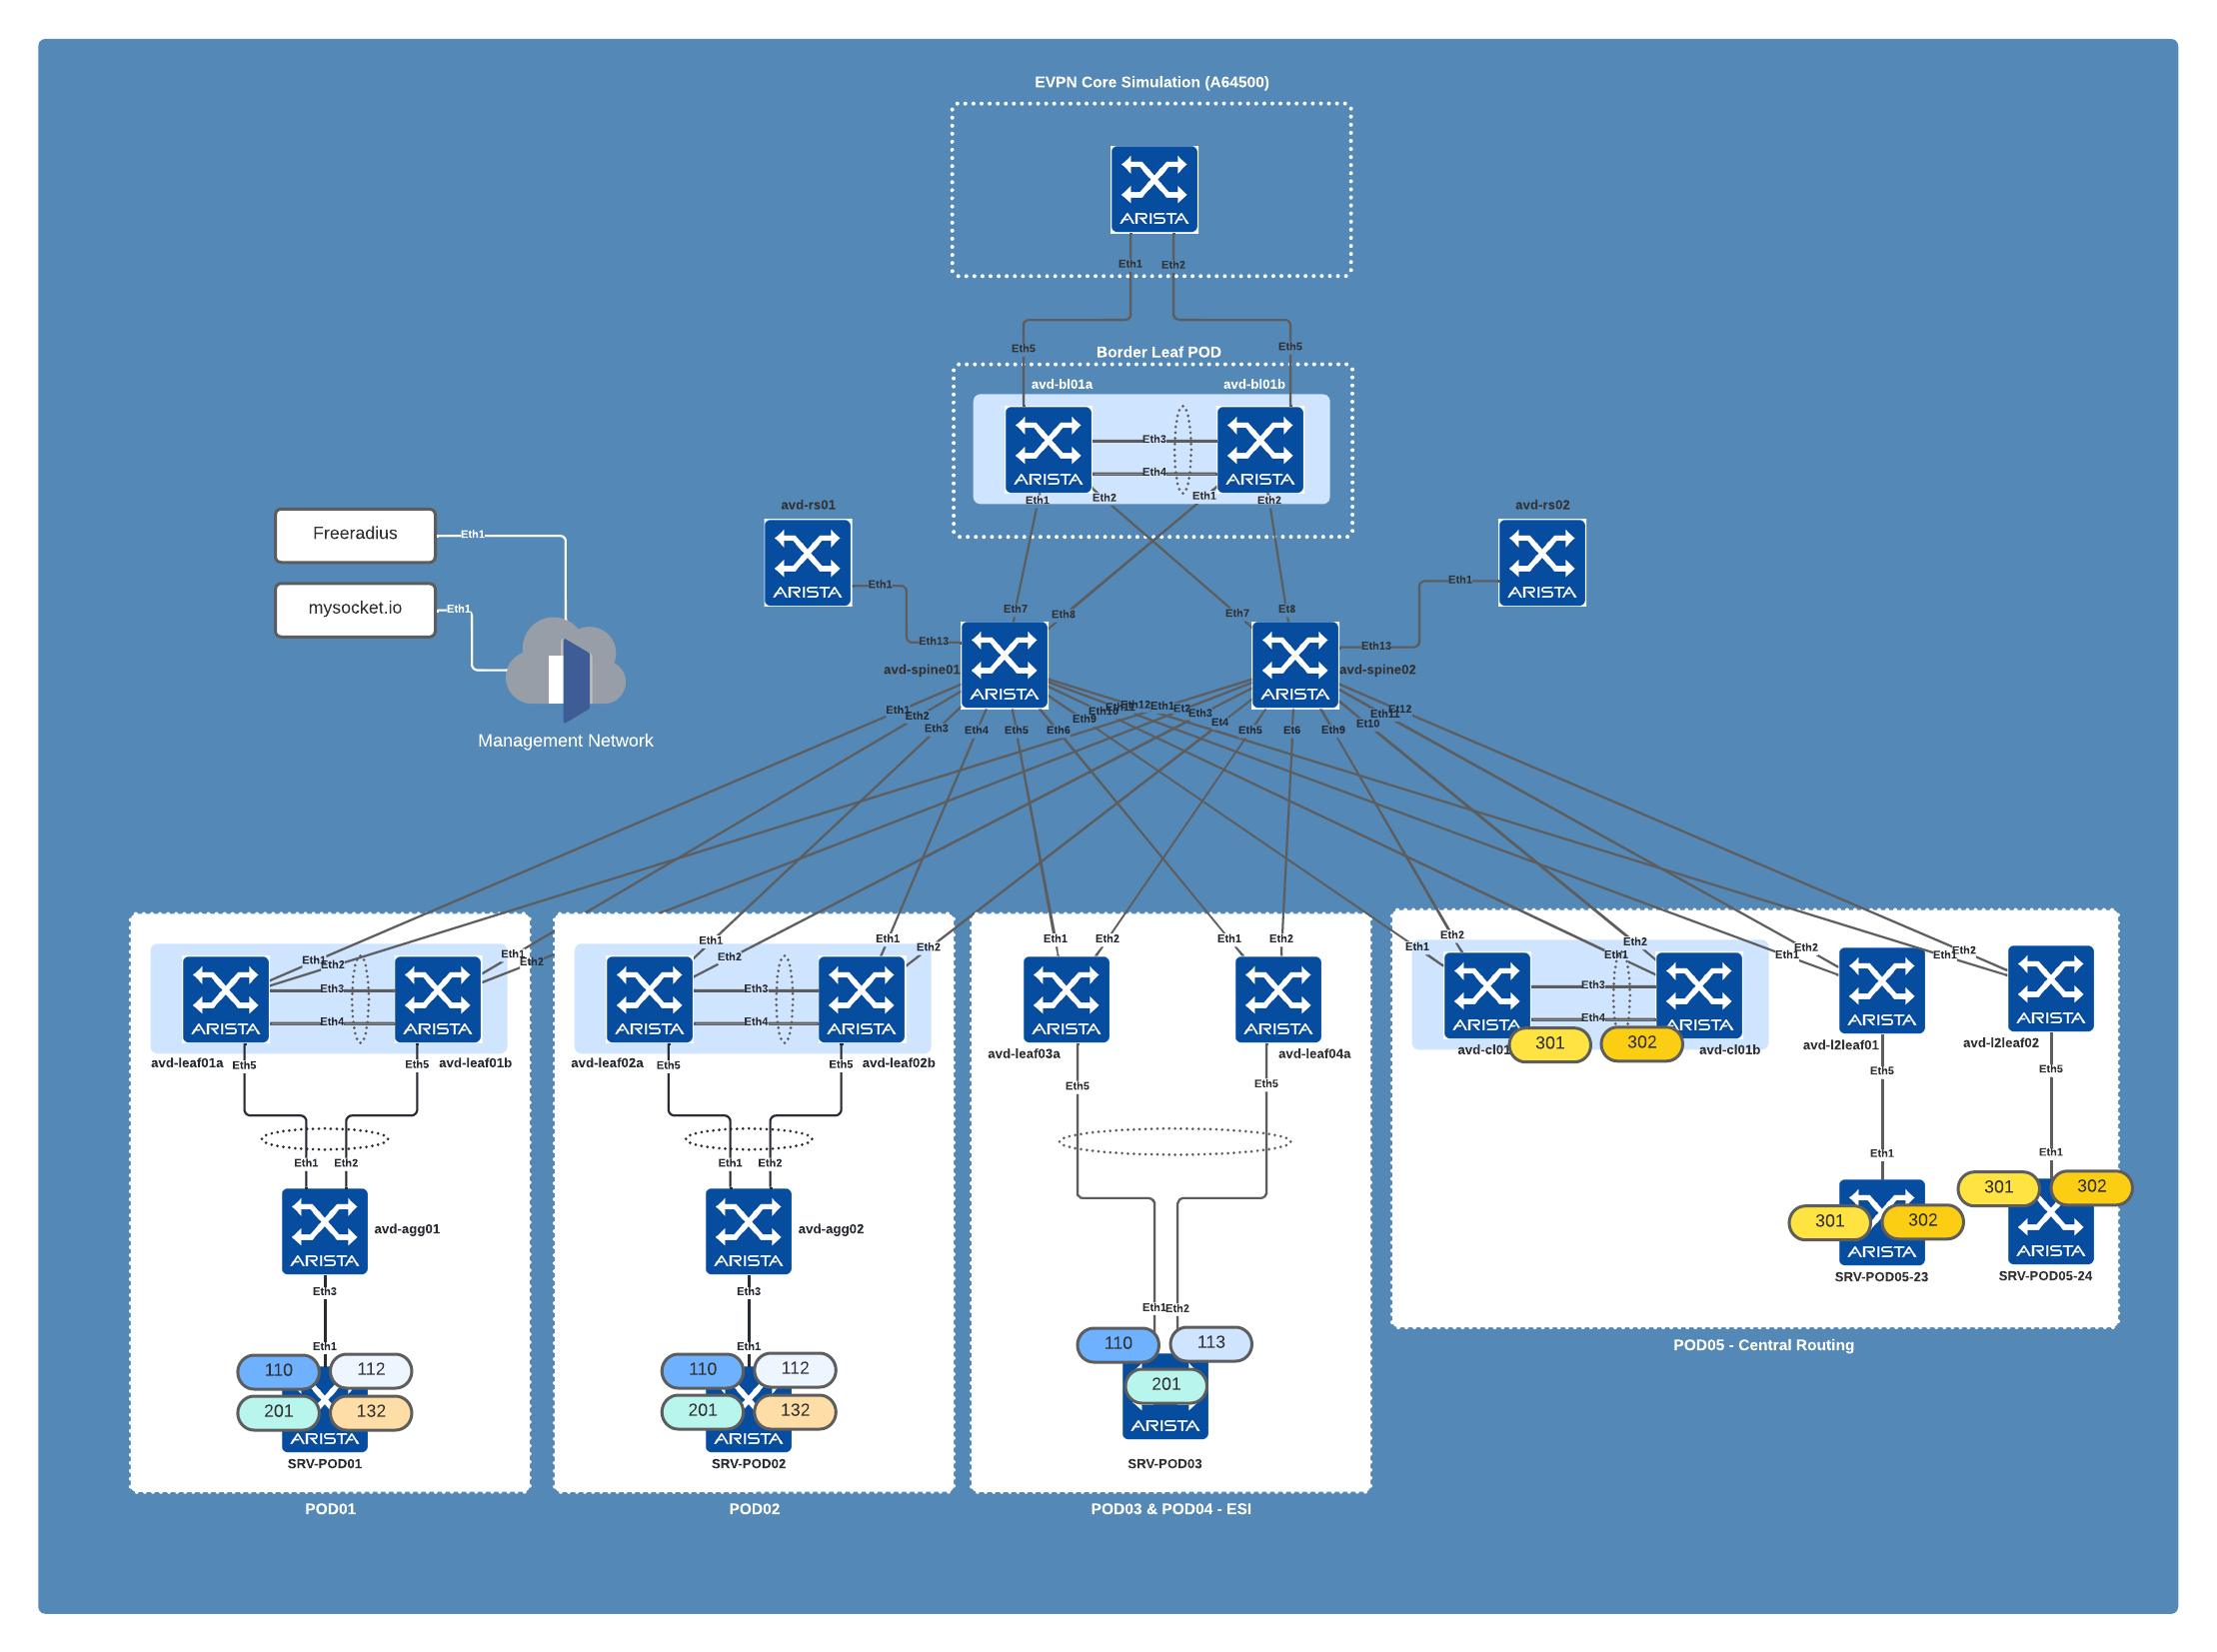 EVPN Core Simulation (A64500)
ARISTA
Eth1
Eth2
Eth5
Eth5
Border Leaf POD
avd-bl01a
avd-bl01b
Eth3
Eth4
ARISTA
ARISTA
Eth1
Eth2
Eth1
Eth2
avd-rs01
avd-rs02
Freeradius
Eth1
ARISTA
Eth1
ARISTA
Eth1
mysocket.io
Eth1
Eth7
Eth8
Eth7
Et8
Eth13
Eth13
avd-spine01
ARISTA
ARISTA
avd-spine02
Management Network
Eth1
Eth2
Eth3
Eth4
Eth5
Eth6
Eth9
Eth10
Eth11
Eth12
Eth1
Et2
Eth3
Et4
Eth5
Et6
Eth9
Et10
Eth11
Et12
Eth1
Eth2
Eth1
Eth2
Eth3
Eth4
ARISTA
ARISTA
avd-leaf01a
Eth5
Eth5
avd-leaf01b
Eth1
Eth2
ARISTA
avd-agg01
Eth3
Eth1
110
112
201
132
ARISTA
SRV-POD01
POD01
Eth1
Eth2
Eth1
Eth2
Eth3
Eth4
ARISTA
ARISTA
avd-leaf02a
Eth5
Eth5
avd-leaf02b
Eth1
Eth2
ARISTA
avd-agg02
Eth3
Eth1
110
112
201
132
ARISTA
SRV-POD02
POD02
Eth1
Eth2
Eth1
Eth2
ARISTA
ARISTA
avd-leaf03a
avd-leaf04a
Eth5
Eth5
Eth1
Eth2
110
113
201
ARISTA
SRV-POD03
POD03 & POD04 - ESI
Eth1
Eth2
Eth1
Eth2
Eth3
Eth4
ARISTA
ARISTA
avd-cl01
301
302
avd-cl01b
Eth1
Eth2
Eth1
Eth2
ARISTA
ARISTA
avd-l2leaf01
avd-l2leaf02
Eth5
Eth5
Eth1
Eth1
301
302
301
302
ARISTA
ARISTA
SRV-POD05-23
SRV-POD05-24
POD05 - Central Routing